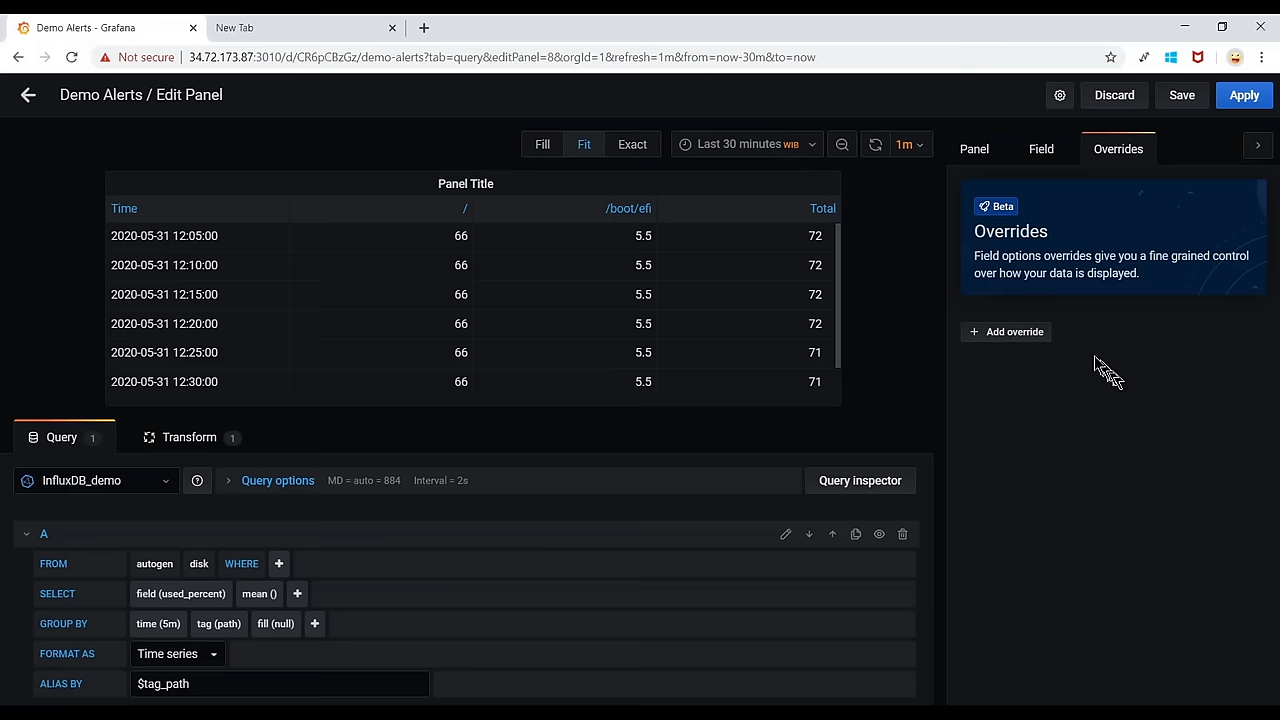 Demo Alerts - Grafana
New Tab
Not secure
34.72.173.87:3010/d/CR6pCBzGz/demo-alerts?tab=query&editPanel=8&orgId=1&refresh=1m&from=now-30m&to=now
Demo Alerts / Edit Panel
Discard
Save
Apply
Fill
Fit
Exact
Last 30 minutes WIB
1m
Panel
Field
Overrides
Panel Title
Time / /boot/efi Total
2020-05-31 12:05:00 66 5.5 72
2020-05-31 12:10:00 66 5.5 72
2020-05-31 12:15:00 66 5.5 72
2020-05-31 12:20:00 66 5.5 72
2020-05-31 12:25:00 66 5.5 71
2020-05-31 12:30:00 66 5.5 71
Beta
Overrides
Field options overrides give you a fine grained control
over how your data is displayed.
+ Add override
Query 1
Transform 1
InfluxDB_demo
Query options MD = auto = 884 Interval = 2s
Query inspector
A
FROM autogen disk WHERE +
SELECT field (used_percent) mean () +
GROUP BY time (5m) tag (path) fill (null) +
FORMAT AS Time series
ALIAS BY $tag_path